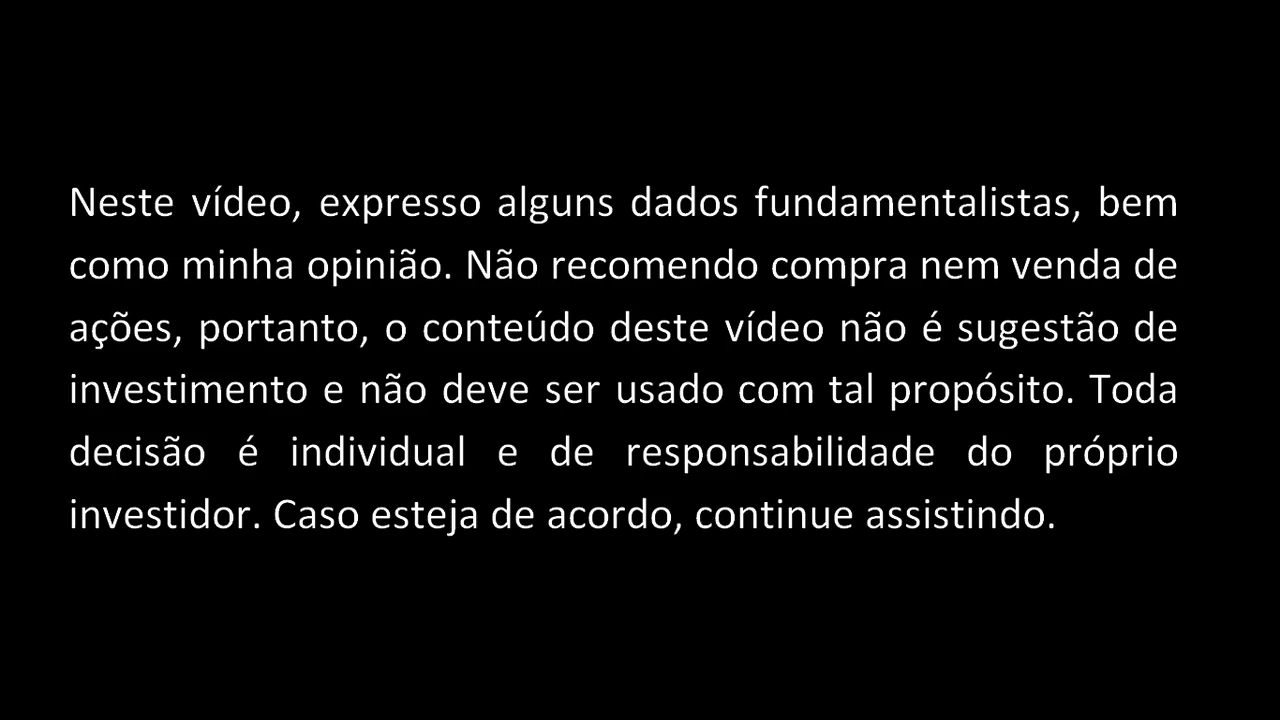 Neste vídeo, expresso alguns dados fundamentalistas, bem
como minha opinião. Não recomendo compra nem venda de
ações, portanto, o conteúdo deste vídeo não é sugestão de
investimento e não deve ser usado com tal propósito. Toda
decisão é individual e de responsabilidade do próprio
investidor. Caso esteja de acordo, continue assistindo.